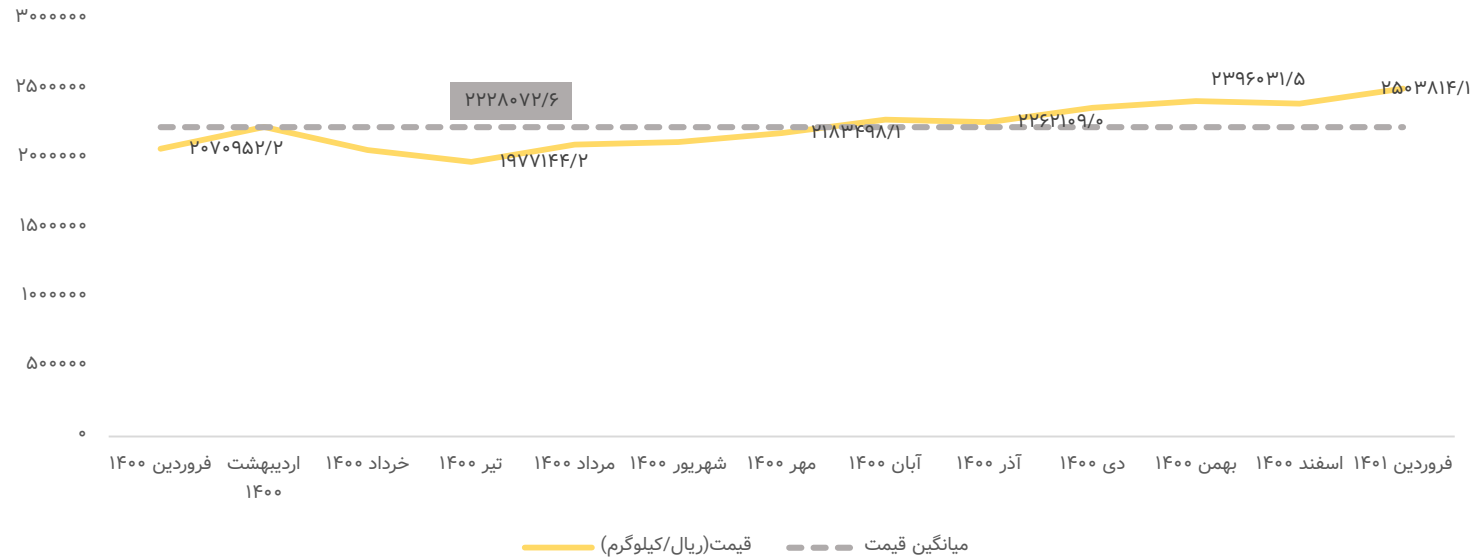 ۳۰۰۰۰۰۰
۲۵۰۰۰۰۰
۲۰۰۰۰۰۰
۱۵۰۰۰۰۰
۱۰۰۰۰۰۰
۵۰۰۰۰۰
۰
۲۰۷۰۹۵۲/۲
۲۲۲۸۰۷۲/۶
۱۹۷۷۱۴۴/۲
۲۱۸۳۴۹۸/۱
۲۲۶۲۱۰۹/۰
۲۳۹۶۰۳۱/۵
۲۵۰۳۸۱۴/۱
فروردین ۱۴۰۰
اردیبهشت
۱۴۰۰
خرداد ۱۴۰۰
تیر ۱۴۰۰
مرداد ۱۴۰۰
شهریور ۱۴۰۰
مهر ۱۴۰۰
آبان ۱۴۰۰
آذر ۱۴۰۰
دی ۱۴۰۰
بهمن ۱۴۰۰
اسفند ۱۴۰۰
فروردین ۱۴۰۱
قیمت(ریال/کیلوگرم)
میانگین قیمت